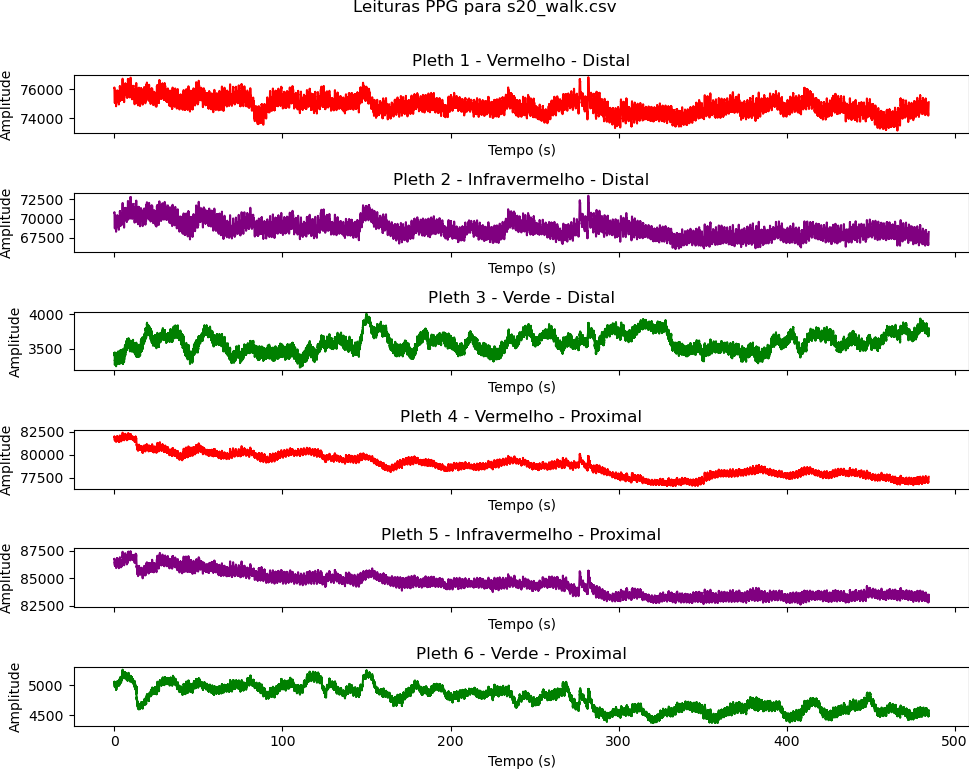 Leituras PPG para s20_walk.csv
Pleth 1 - Vermelho - Distal
Amplitude
76000
74000
Tempo (s)
Pleth 2 - Infravermelho - Distal
Amplitude
72500
70000
67500
Tempo (s)
Pleth 3 - Verde - Distal
Amplitude
4000
3500
Tempo (s)
Pleth 4 - Vermelho - Proximal
Amplitude
82500
80000
77500
Tempo (s)
Pleth 5 - Infravermelho - Proximal
Amplitude
87500
85000
82500
Tempo (s)
Pleth 6 - Verde - Proximal
Amplitude
5000
4500
0 100 200 300 400 500
Tempo (s)